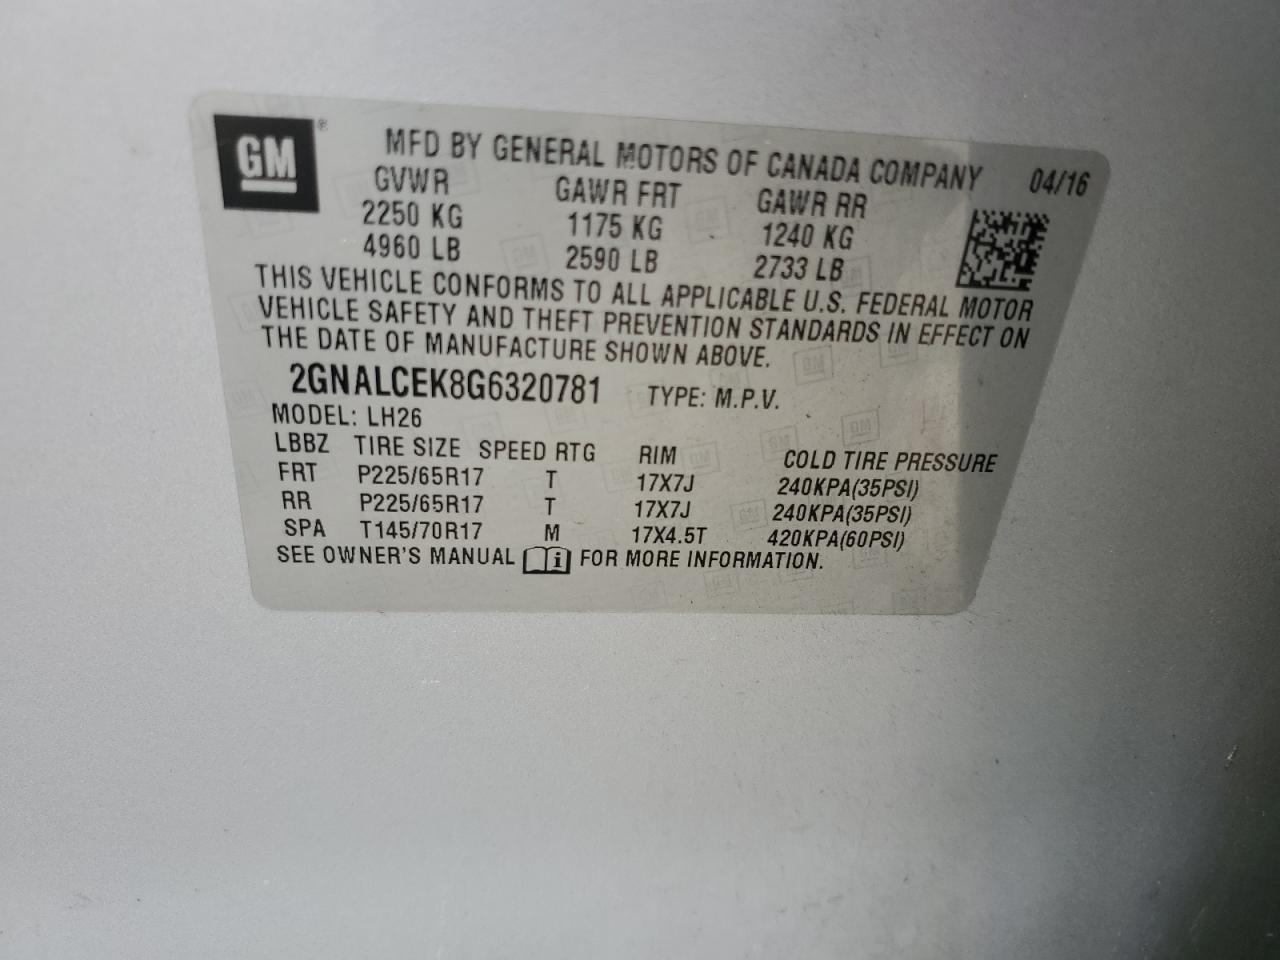 GM ®
MFD BY GENERAL MOTORS OF CANADA COMPANY 04/16
GVWR GAWR FRT GAWR RR
2250 KG 1175 KG 1240 KG
4960 LB 2590 LB 2733 LB
THIS VEHICLE CONFORMS TO ALL APPLICABLE U.S. FEDERAL MOTOR
VEHICLE SAFETY AND THEFT PREVENTION STANDARDS IN EFFECT ON
THE DATE OF MANUFACTURE SHOWN ABOVE.
2GNALCEK8G6320781 TYPE: M.P.V.
MODEL: LH26
LBBZ TIRE SIZE SPEED RTG RIM COLD TIRE PRESSURE
FRT P225/65R17 T 17X7J 240KPA(35PSI)
RR P225/65R17 T 17X7J 240KPA(35PSI)
SPA T145/70R17 M 17X4.5T 420KPA(60PSI)
SEE OWNER'S MANUAL i FOR MORE INFORMATION.